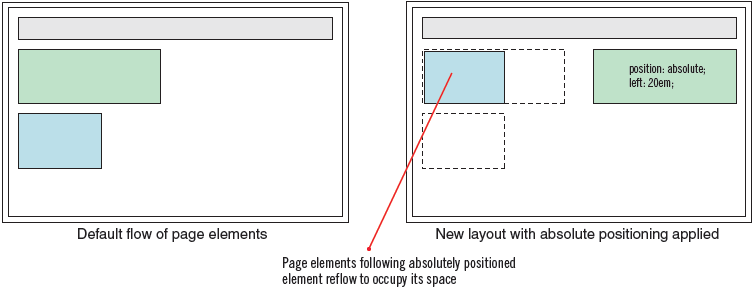 position: absolute;
left: 20em;
Default flow of page elements
New layout with absolute positioning applied
Page elements following absolutely positioned
element reflow to occupy its space